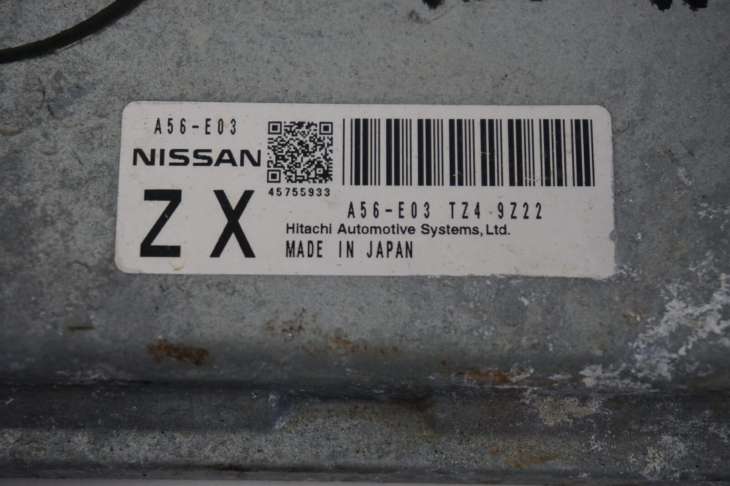 A56-E03
NISSAN
45755933
ZX
A56-E03 TZ4 9Z22
Hitachi Automotive Systems, Ltd.
MADE IN JAPAN